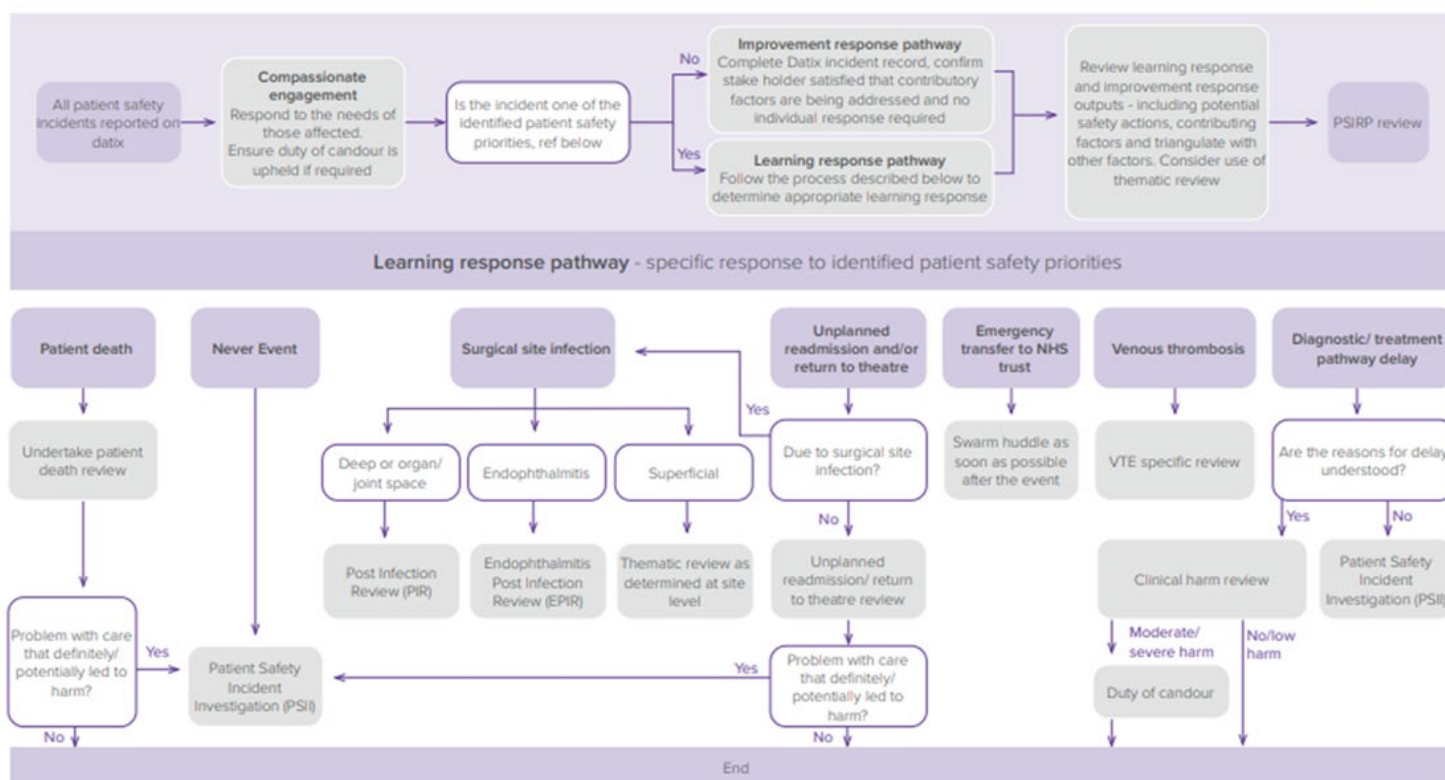 All patient safety
incidents reported on
datix
Compassionate
engagement
Respond to the needs of
those affected.
Ensure duty of candour is
upheld if required
Is the incident one of the
identified patient safety
priorities, ref below
No
Yes
Improvement response pathway
Complete Datix incident record, confirm
stake holder satisfied that contributory
factors are being addressed and no
individual response required
Learning response pathway
Follow the process described below to
determine appropriate learning response
Review learning response
and improvement response
outputs - including potential
safety actions, contributing
factors and triangulate with
other factors. Consider use of
thematic review
PSIRP review
Learning response pathway - specific response to identified patient safety priorities
Patient death
Undertake patient
death review
Problem with care
that definitely/
potentially led to
harm?
Yes
No
Never Event
Patient Safety
Incident
Investigation (PSII)
Surgical site infection
Deep or organ/
joint space
Post Infection
Review (PIR)
Endophthalmitis
Endophthalmitis
Post Infection
Review (EPIR)
Superficial
Thematic review as
determined at site
level
Unplanned
readmission and/or
return to theatre
Yes
Due to surgical site
infection?
No
Unplanned
readmission/ return
to theatre review
Yes
Problem with care
that definitely/
potentially led to
harm?
No
Emergency
transfer to NHS
trust
Swarm huddle as
soon as possible
after the event
Venous thrombosis
VTE specific review
Diagnostic/ treatment
pathway delay
Are the reasons for delay
understood?
Yes
No
Clinical harm review
Patient Safety
Incident
Investigation (PSII)
Moderate/
severe harm
No/low
harm
Duty of candour
End